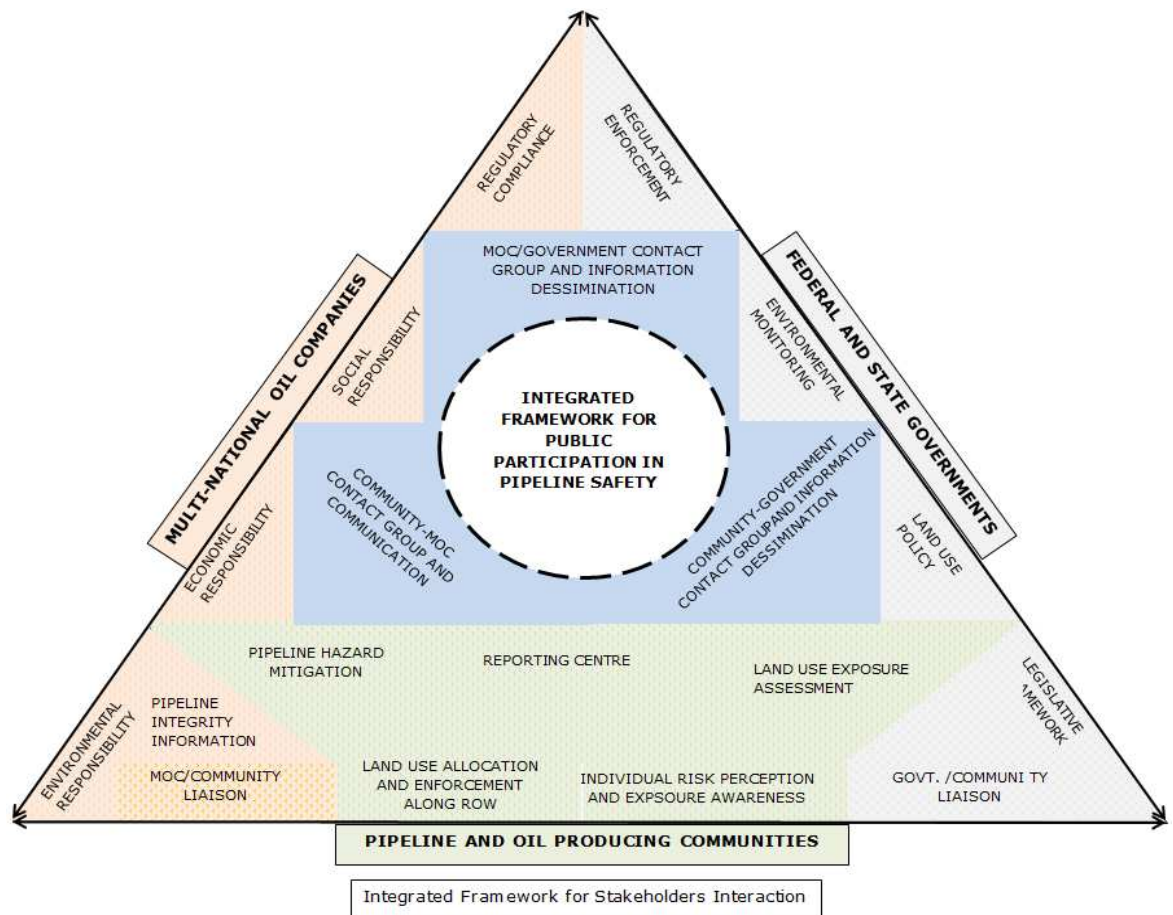 REGULATORY
COMPLIANCE
REGULATORY
ENFORCEMENT
MOC/GOVERNMENT CONTACT
GROUP AND INFORMATION
DESSIMINATION
MULTI-NATIONAL OIL COMPANIES
FEDERAL AND STATE GOVERNMENTS
SOCIAL
RESPONSIBILITY
ENVIRONMENTAL
MONITORING
INTEGRATED
FRAMEWORK FOR
PUBLIC
PARTICIPATION IN
PIPELINE SAFETY
COMMUNITY-MOC
CONTACT GROUP AND
COMMUNICATION
COMMUNITY-GOVERNMENT
CONTACT GROUPAND INFORMATION
DESSIMINATION
ECONOMIC
RESPONSIBILITY
LAND USE
POLICY
PIPELINE HAZARD
MITIGATION
REPORTING CENTRE
LAND USE EXPOSURE
ASSESSMENT
ENVIRONMENTAL
RESPONSIBILITY
PIPELINE
INTEGRITY
INFORMATION
LEGISLATIVE
RAMEWORK
MOC/COMMUNITY
LIAISON
LAND USE ALLOCATION
AND ENFORCEMENT
ALONG ROW
INDIVIDUAL RISK PERCEPTION
AND EXPSOURE AWARENESS
GOVT. /COMMUNI TY
LIAISON
PIPELINE AND OIL PRODUCING COMMUNITIES
Integrated Framework for Stakeholders Interaction